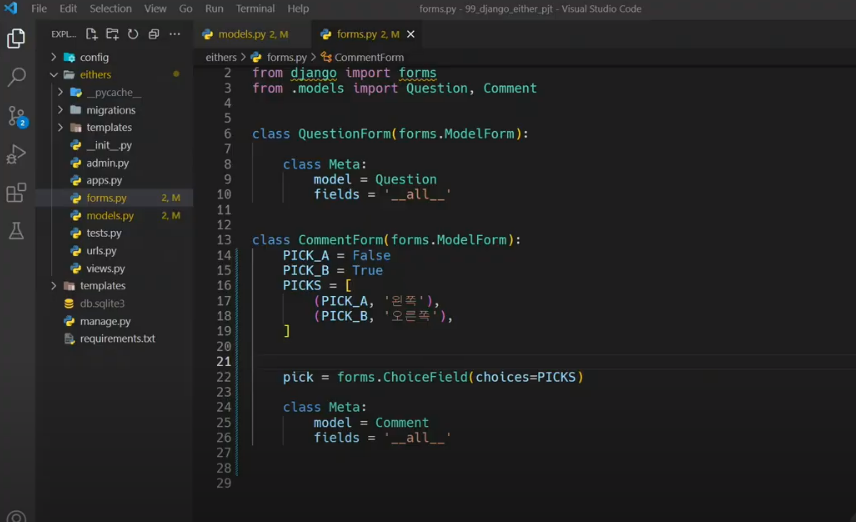 File Edit Selection View Go Run Terminal Help
forms.py - 99_django_either_pjt - Visual Studio Code
EXPL...
models.py 2, M
forms.py 2, M
eithers > forms.py > CommentForm
config
eithers
__pycache__
migrations
templates
__init__.py
admin.py
apps.py
forms.py 2, M
models.py 2, M
tests.py
urls.py
views.py
templates
db.sqlite3
manage.py
requirements.txt
2
2 from django import forms
3 from .models import Question, Comment
4
5
6 class QuestionForm(forms.ModelForm):
7
8 class Meta:
9 model = Question
10 fields = '__all__'
11
12
13 class CommentForm(forms.ModelForm):
14 PICK_A = False
15 PICK_B = True
16 PICKS = [
17 (PICK_A, '왼쪽'),
18 (PICK_B, '오른쪽'),
19 ]
20
21
22 pick = forms.ChoiceField(choices=PICKS)
23
24 class Meta:
25 model = Comment
26 fields = '__all__'
27
28
29